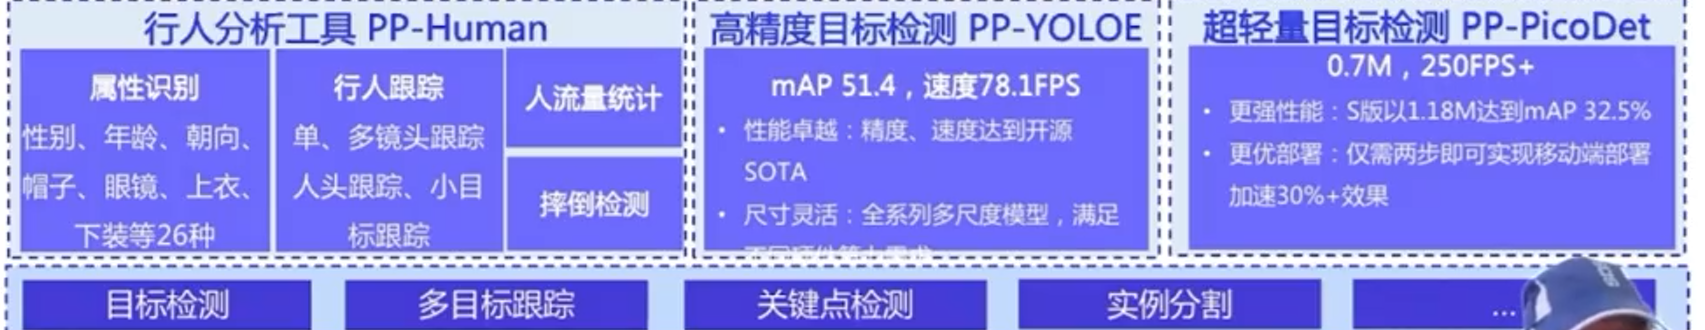 行人分析工具 PP-Human
属性识别
性别、年龄、朝向、
帽子、眼镜、上衣、
下装等26种
行人跟踪
单、多镜头跟踪
人头跟踪、小目
标跟踪
人流量统计
摔倒检测
高精度目标检测 PP-YOLOE
mAP 51.4，速度78.1FPS
• 性能卓越：精度、速度达到开源
SOTA
• 尺寸灵活：全系列多尺度模型，满足
超轻量目标检测 PP-PicoDet
0.7M，250FPS+
• 更强性能：S版以1.18M达到mAP 32.5%
• 更优部署：仅需两步即可实现移动端部署
加速30%+效果
目标检测
多目标跟踪
关键点检测
实例分割
...